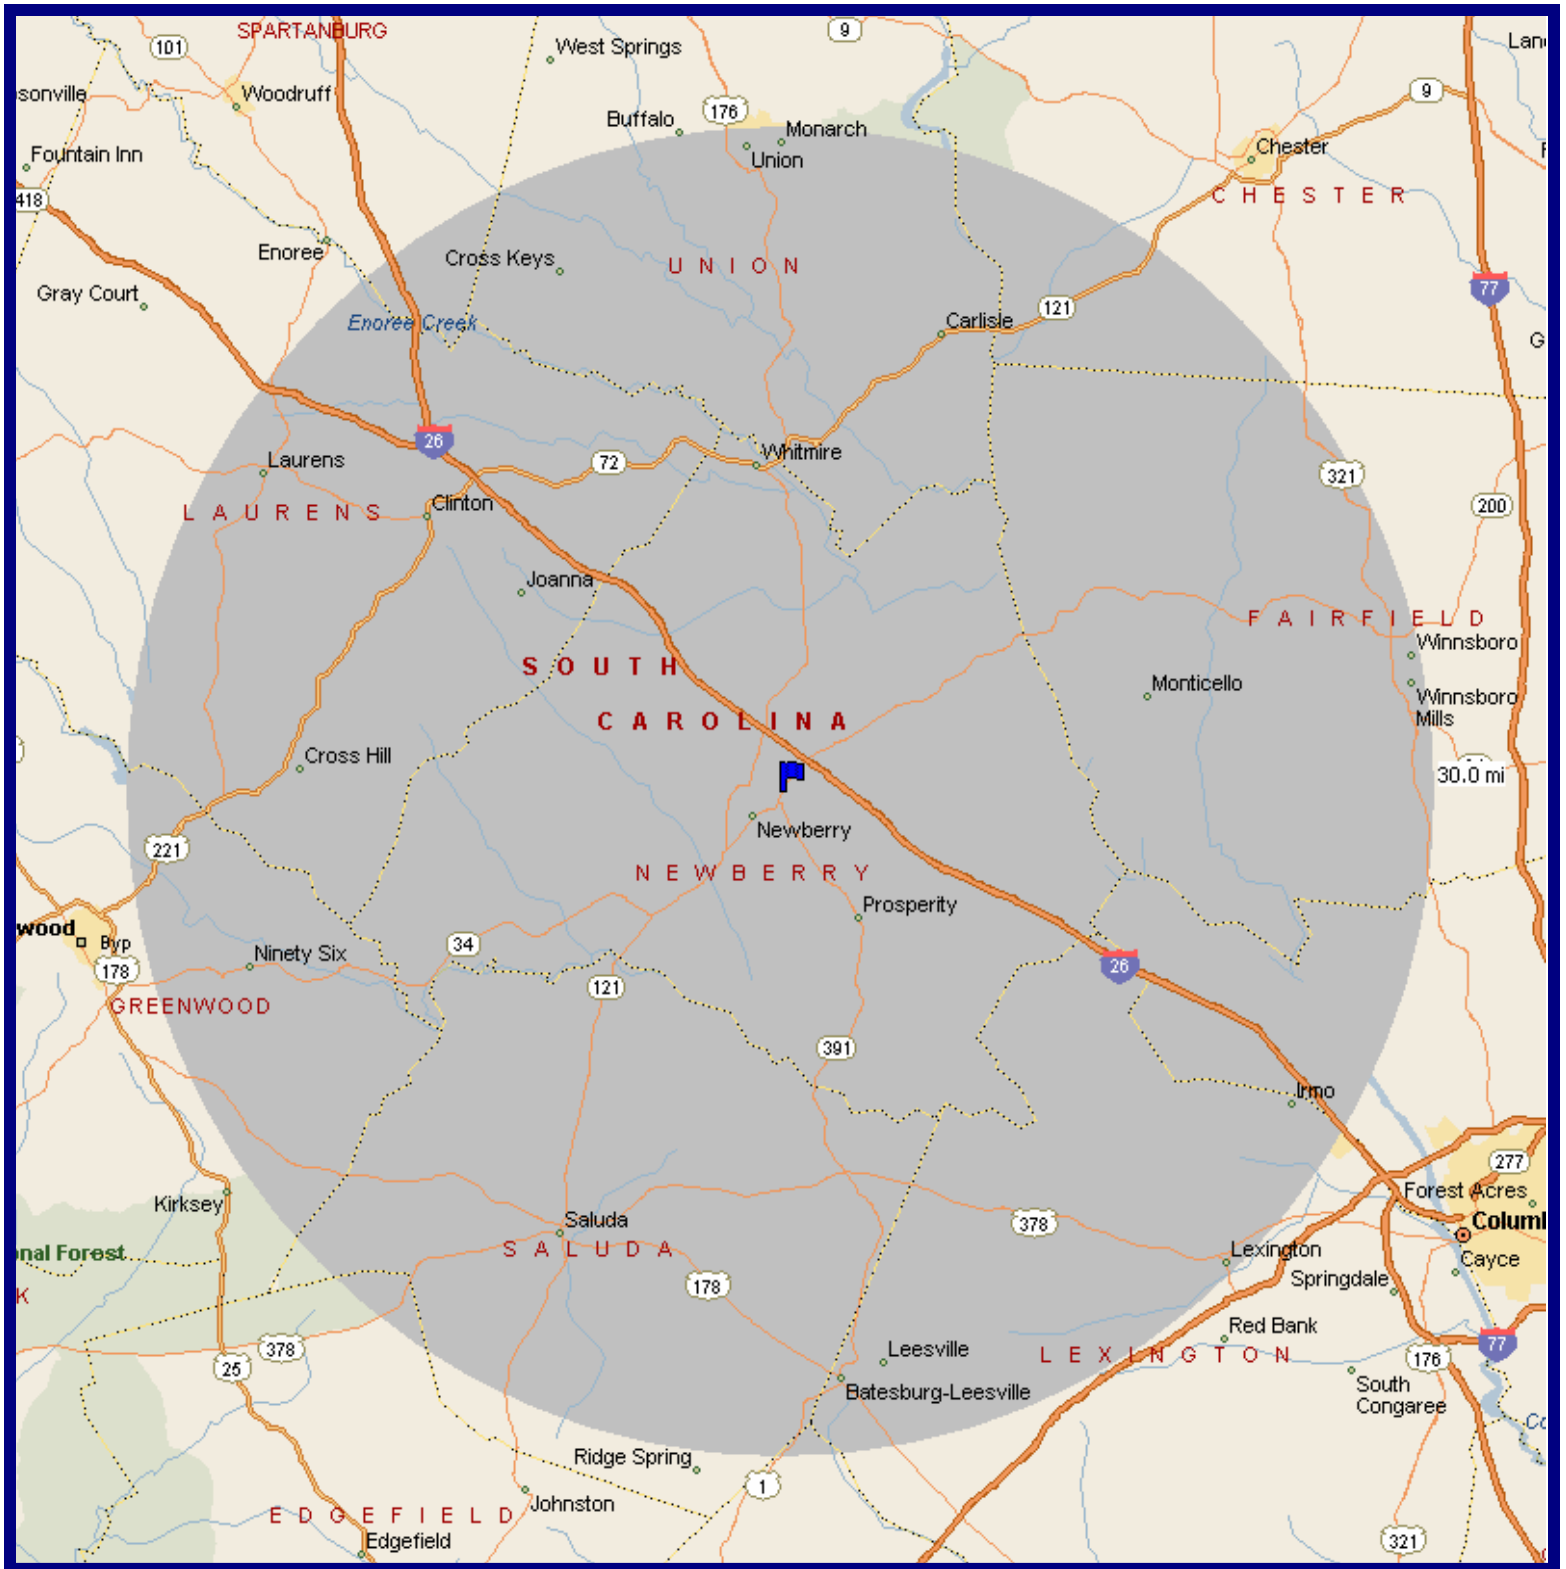 SPARTANBURG
9
101
West Springs
Woodruff
9
176
Buffalo
Monarch
Union
Chester
Fountain Inn
418
CHESTER
Enoree
Cross Keys
UNION
77
Gray Court
Enoree Creek
Carlisle
121
26
Whitmire
Laurens
72
321
Clinton
200
LAURENS
Joanna
FAIRFIELD
Winnsboro
SOUTH
Monticello
Winnsboro
Mills
CAROLINA
Cross Hill
30.0 mi
Newberry
221
NEWBERRY
Prosperity
wood
Byp
34
Ninety Six
26
178
121
GREENWOOD
391
Irmo
277
Forest Acres
Kirksey
Saluda
378
Columb
SALUDA
Lexington
Cayce
onal Forest
Springdale
178
K
Red Bank
77
378
Leesville
LEXINGTON
176
25
Batesburg-Leesville
South
Congaree
Ridge Spring
1
Johnston
EDGEFIELD
Edgefield
321